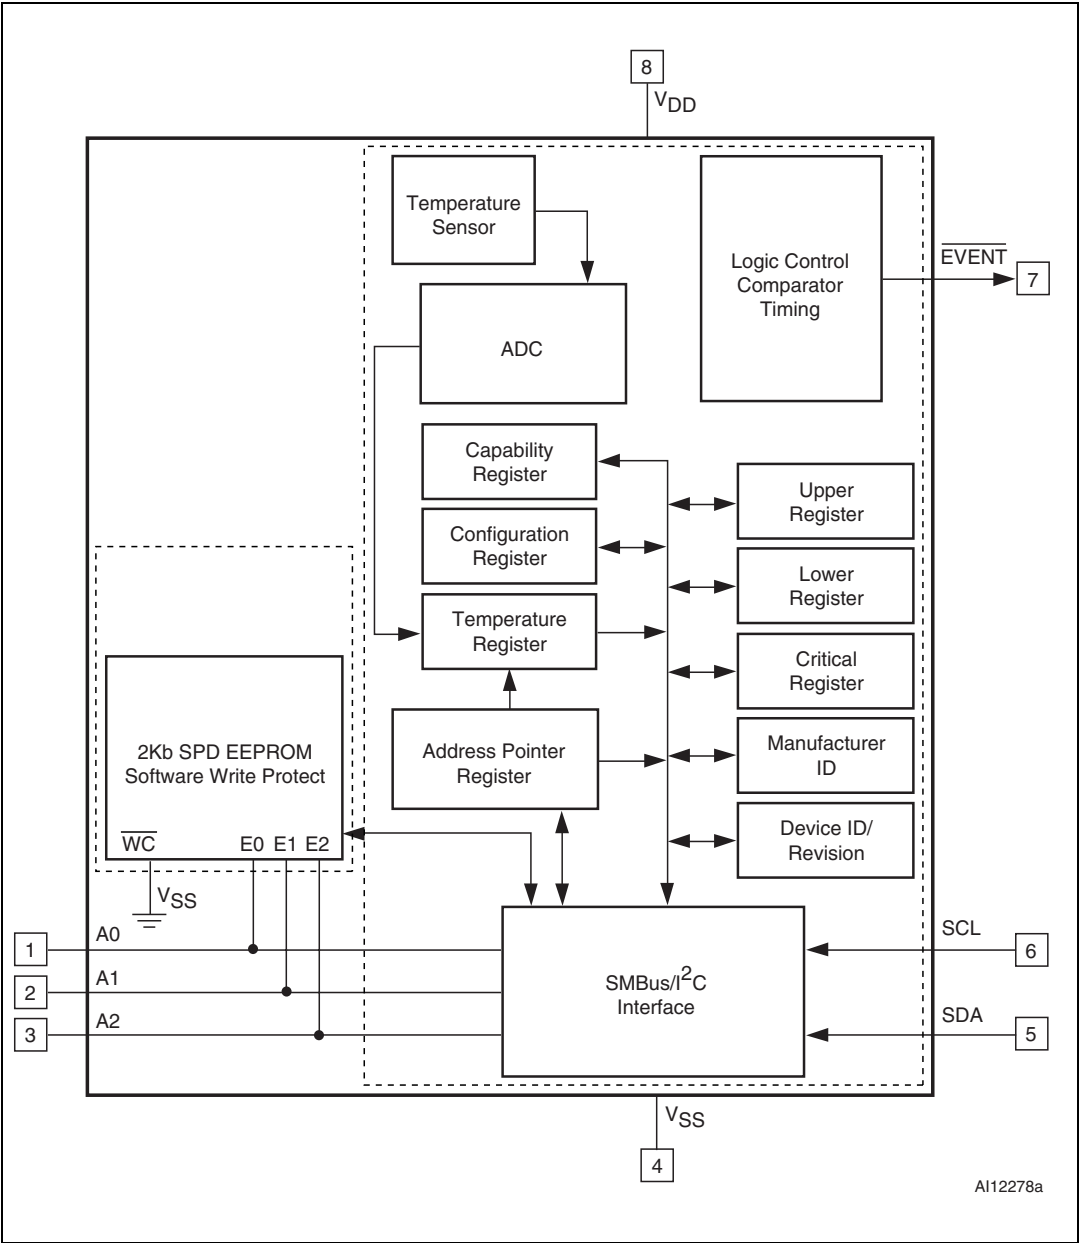 8
VDD
Temperature
Sensor
Logic Control
Comparator
Timing
EVENT
7
ADC
Capability
Register
Upper
Register
Configuration
Register
Lower
Register
Temperature
Register
Critical
Register
2Kb SPD EEPROM
Software Write Protect
Address Pointer
Register
Manufacturer
ID
WC E0 E1 E2
Device ID/
Revision
VSS
1 A0
SCL
6
2 A1
SMBus/I2C
Interface
3 A2
SDA
5
VSS
4
AI12278a